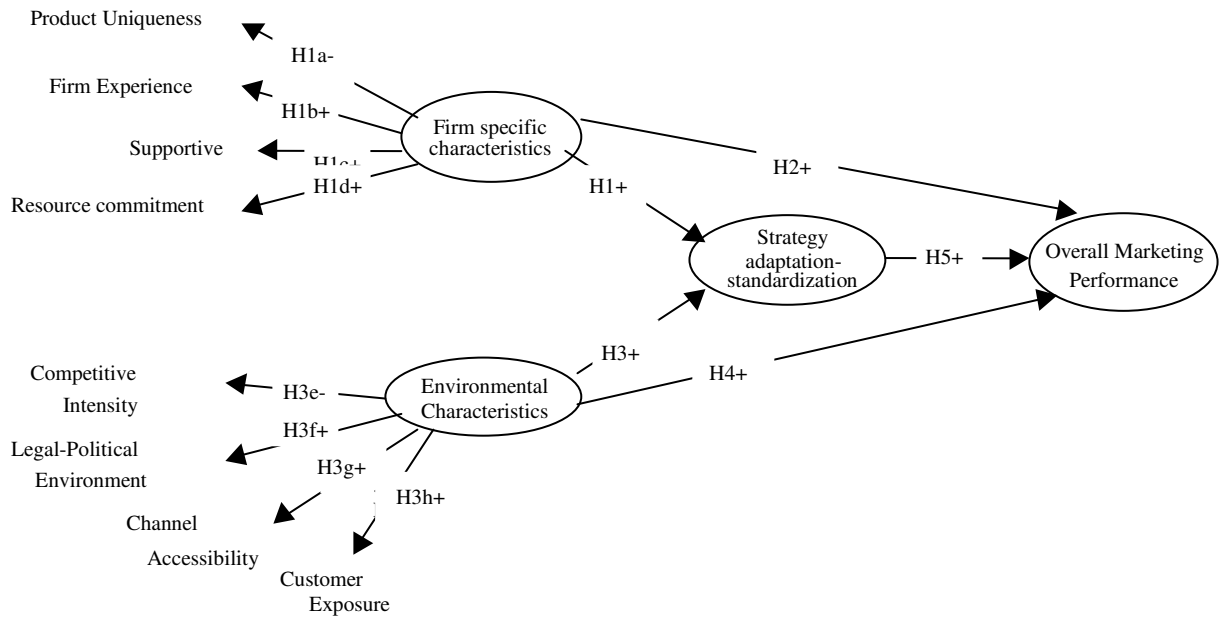 Product Uniqueness
H1a-
Firm Experience
H1b+
Supportive
H1c+
H1d+
Resource commitment
Firm specific
characteristics
H2+
H1+
Strategy
adaptation-
standardization
H5+
Overall Marketing
Performance
H3+
H4+
Environmental
Characteristics
Competitive
Intensity
H3e-
Legal-Political
Environment
H3f+
H3g+
H3h+
Channel
Accessibility
Customer
Exposure